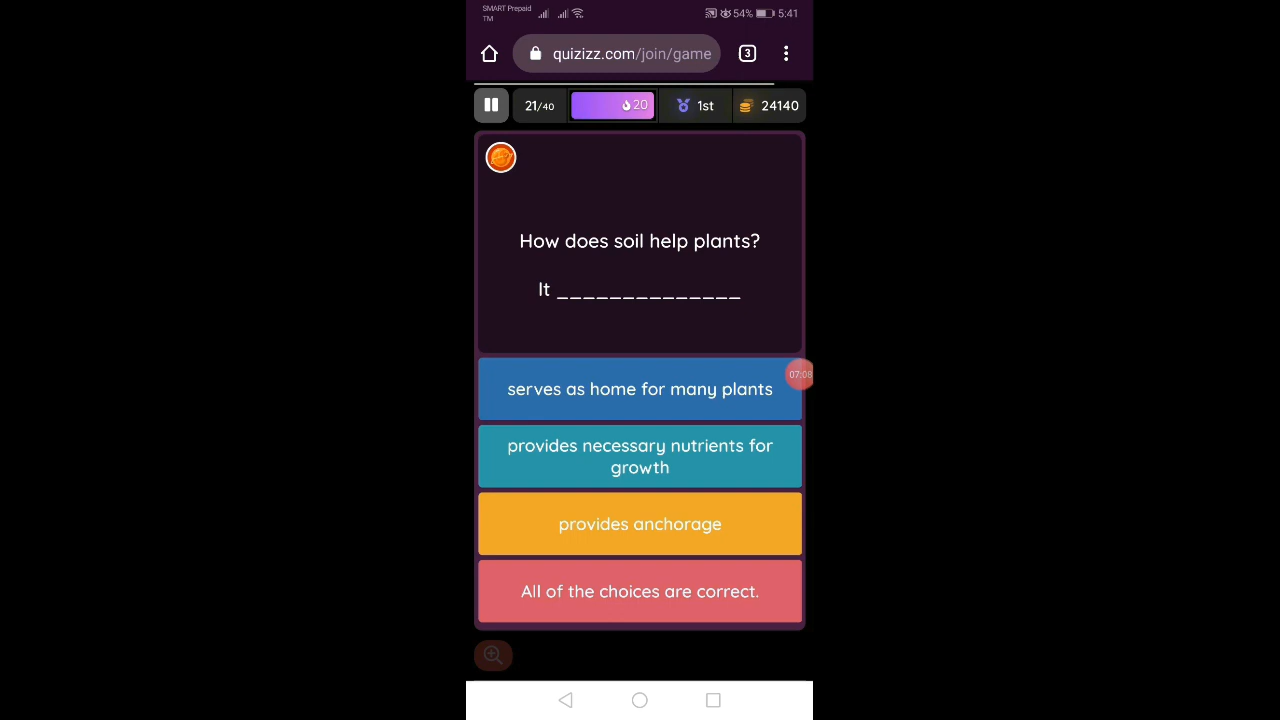 SMART Prepaid
TM
54%
5:41
quizizz.com/join/game
3
21/40
20
1st
24140
How does soil help plants?
It ______________
serves as home for many plants
07:08
provides necessary nutrients for
growth
provides anchorage
All of the choices are correct.